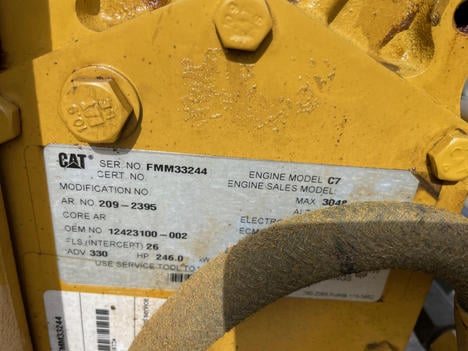 CAT SER. NO. FMM33244 ENGINE MODEL C7
CERT. NO. ENGINE SALES MODEL
MODIFICATION NO. MAX 3048
AR. NO. 209-2395
CORE AR
OEM NO 12423100-002
FLS.(INTERCEPT) 26
ADV 330 HP 246.0 KW
USE SERVICE TOOL TO
FMM33244